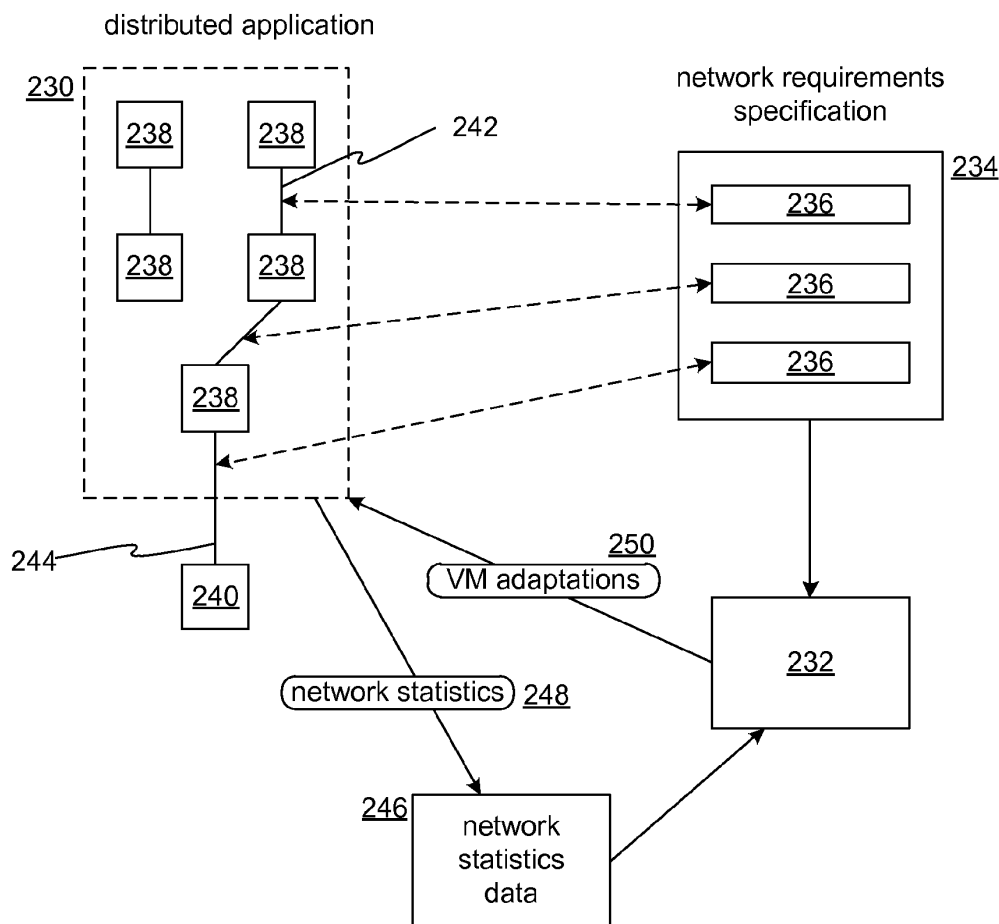 distributed application
230
238
238
242
network requirements
specification
234
236
238
238
236
236
238
244
240
250
VM adaptations
232
network statistics
248
246
network
statistics
data